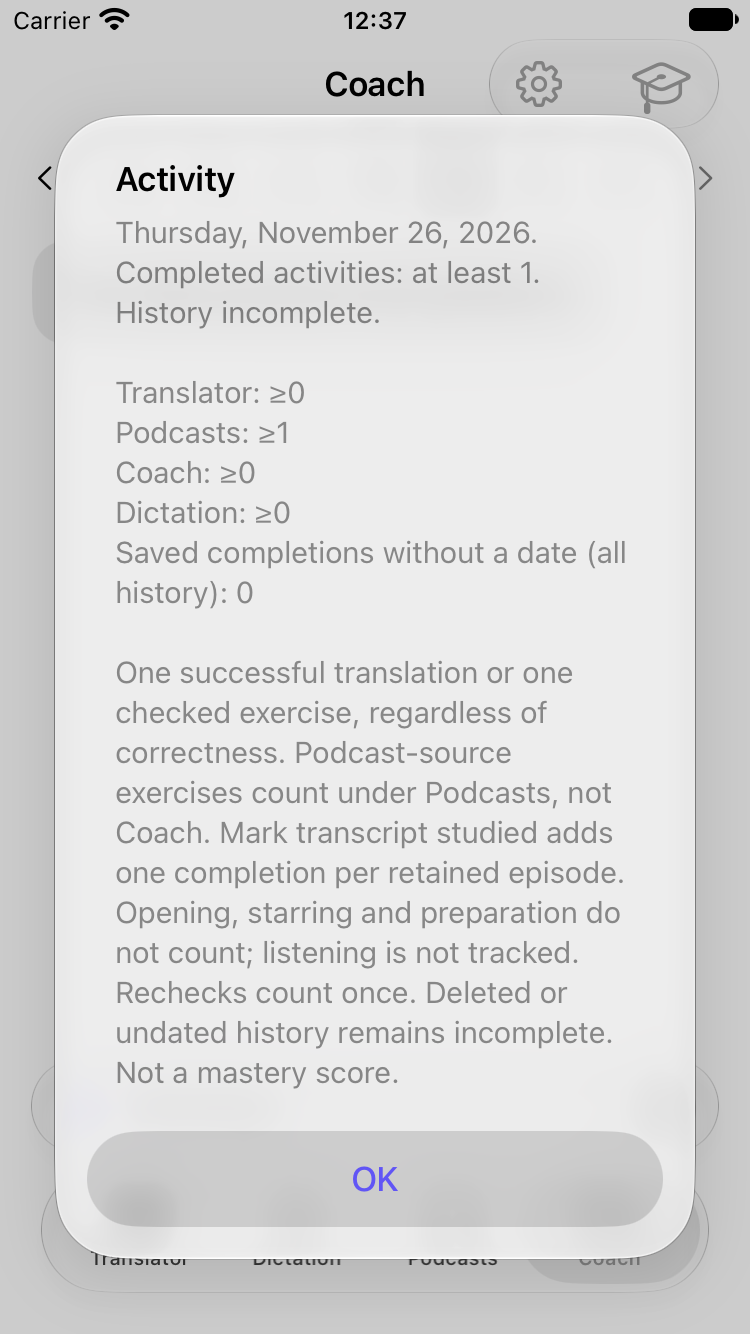 Carrier
12:37
Coach
Activity
Thursday, November 26, 2026.
Completed activities: at least 1.
History incomplete.
Translator: ≥0
Podcasts: ≥1
Coach: ≥0
Dictation: ≥0
Saved completions without a date (all
history): 0
One successful translation or one
checked exercise, regardless of
correctness. Podcast-source
exercises count under Podcasts, not
Coach. Mark transcript studied adds
one completion per retained episode.
Opening, starring and preparation do
not count; listening is not tracked.
Rechecks count once. Deleted or
undated history remains incomplete.
Not a mastery score.
OK
Translator
Dictation
Podcasts
Coach